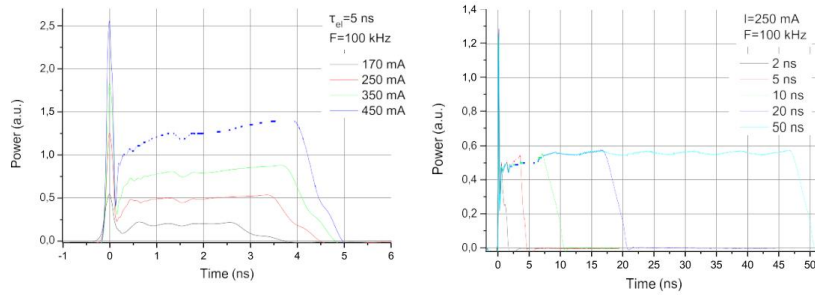 τel=5 ns
F=100 kHz
170 mA
250 mA
350 mA
450 mA
2,5
2,0
1,5
1,0
0,5
0,0
Power (a.u.)
-1 0 1 2 3 4 5 6
Time (ns)
I=250 mA
F=100 kHz
2 ns
5 ns
10 ns
20 ns
50 ns
1,4
1,2
1,0
0,8
0,6
0,4
0,2
0,0
Power (a.u.)
0 5 10 15 20 25 30 35 40 45 50
Time (ns)